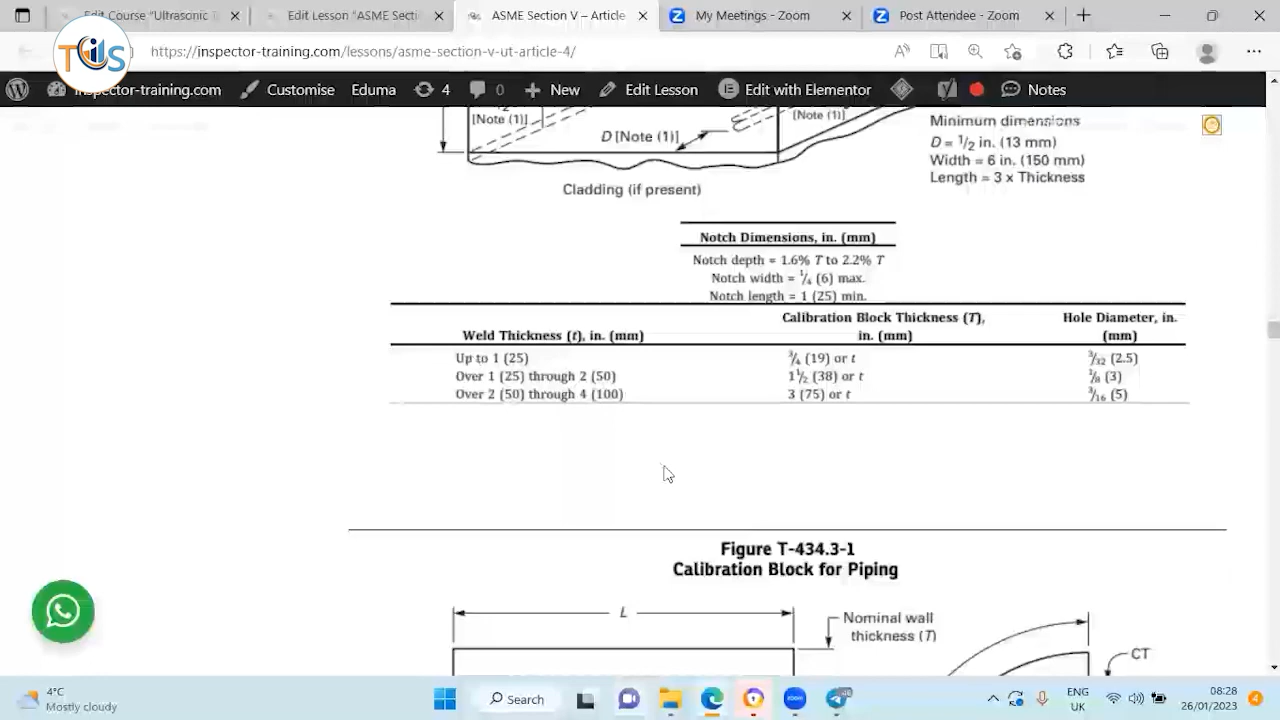 Edit Course "Ultrasonic T
Edit Lesson "ASME Secti
ASME Section V – Article
My Meetings - Zoom
Post Attendee - Zoom
TCIS
https://inspector-training.com/lessons/asme-section-v-ut-article-4/
inspector-training.com
Customise
Eduma
4
0
New
Edit Lesson
Edit with Elementor
Notes
[Note (1)]
D [Note (1)]
[Note (1)]
Cladding (if present)
Minimum dimensions
D = 1/2 in. (13 mm)
Width = 6 in. (150 mm)
Length = 3 x Thickness
Notch Dimensions, in. (mm)
Notch depth = 1.6% T to 2.2% T
Notch width = 1/4 (6) max.
Notch length = 1 (25) min.
Weld Thickness (t), in. (mm) Calibration Block Thickness (T), in. (mm) Hole Diameter, in. (mm)
Up to 1 (25) 3/4 (19) or t 3/32 (2.5)
Over 1 (25) through 2 (50) 1 1/2 (38) or t 1/8 (3)
Over 2 (50) through 4 (100) 3 (75) or t 3/16 (5)
Figure T-434.3-1
Calibration Block for Piping
L
Nominal wall
thickness (T)
CT
4°C
Mostly cloudy
Search
zoom
ENG
UK
08:28
26/01/2023
4